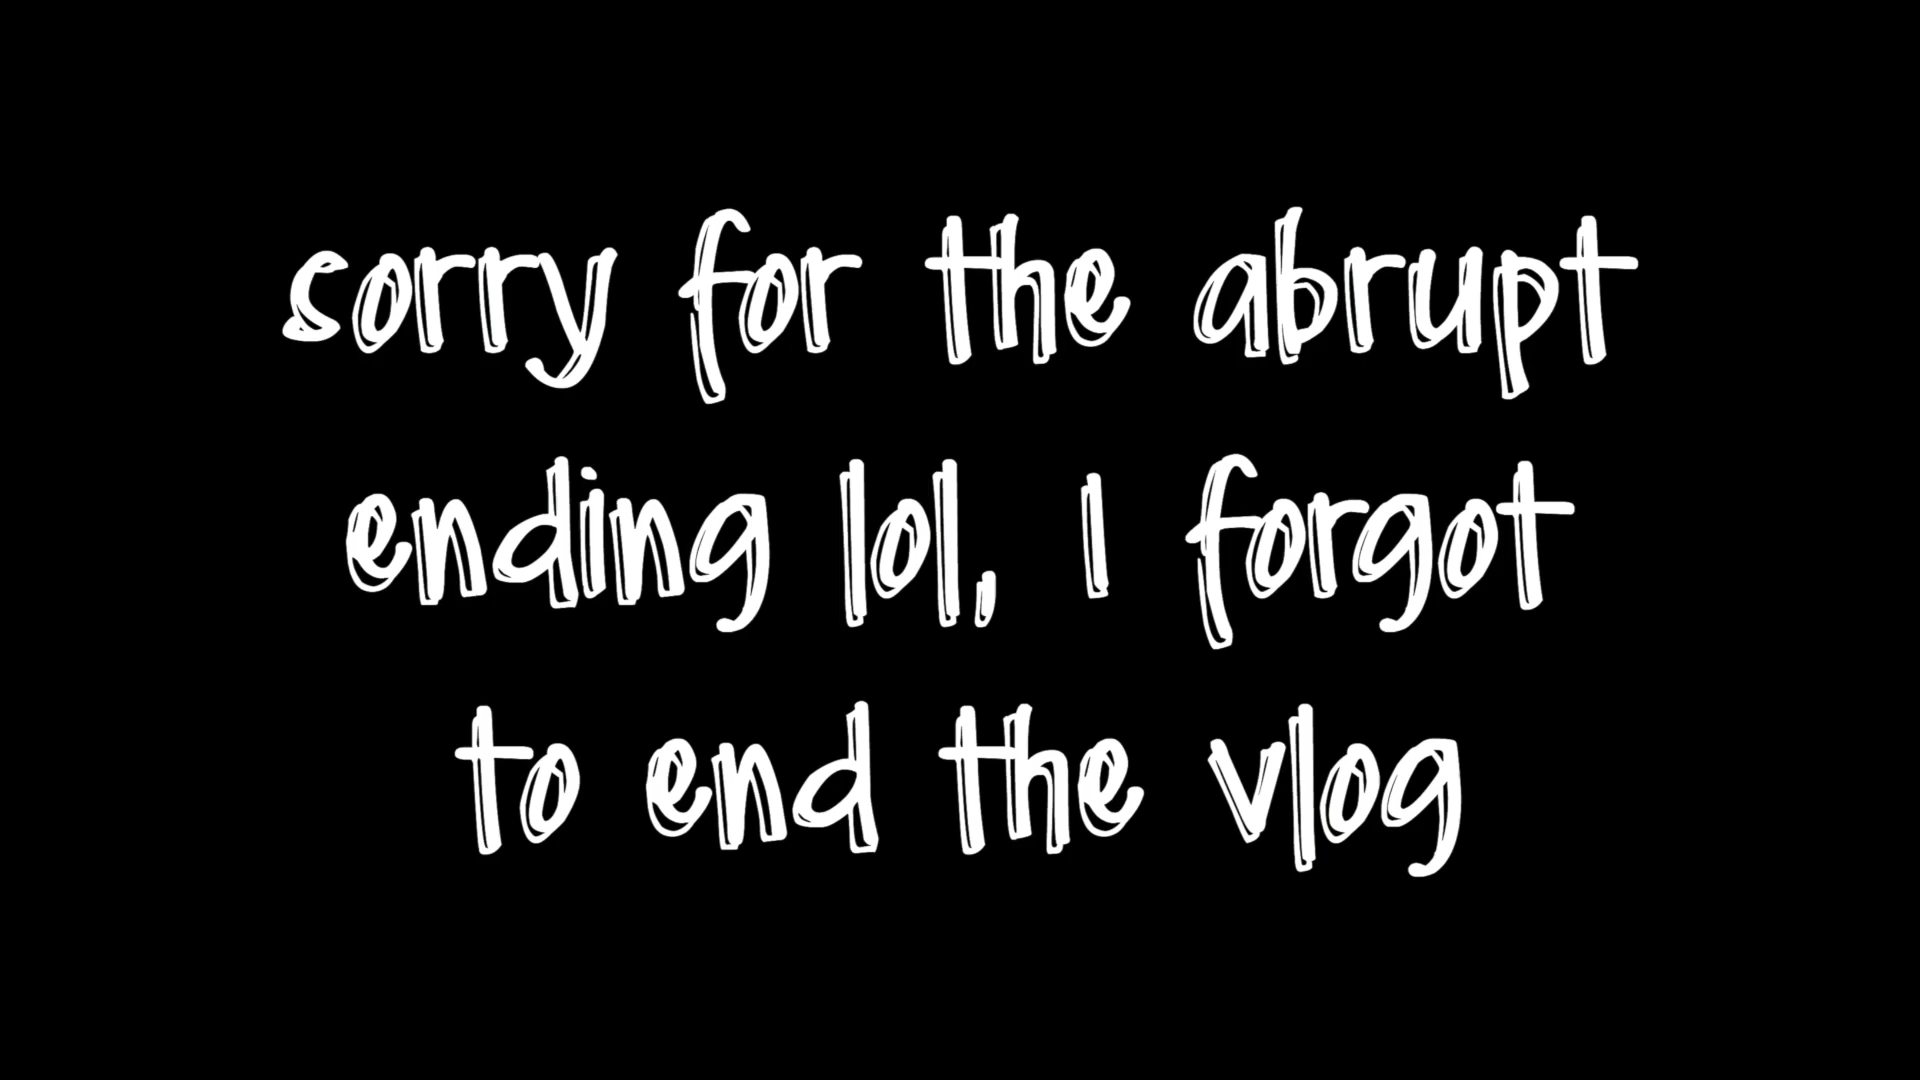 sorry for the abrupt
ending lol, I forgot
to end the vlog